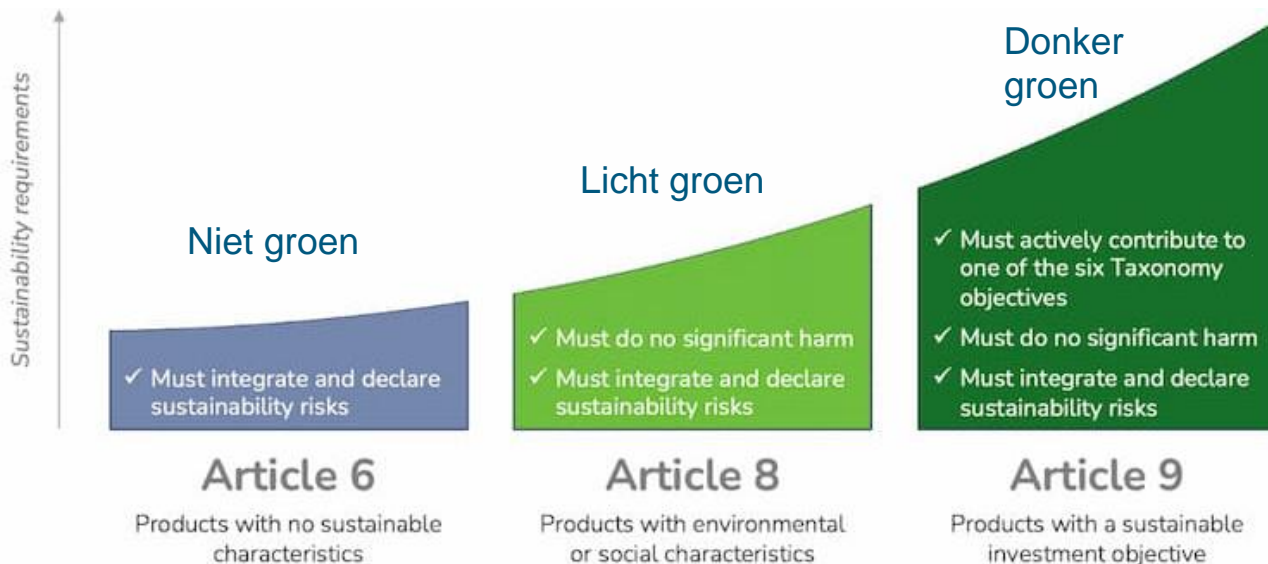 Sustainability requirements
Niet groen
✓ Must integrate and declare
sustainability risks
Article 6
Products with no sustainable
characteristics
Licht groen
✓ Must do no significant harm
✓ Must integrate and declare
sustainability risks
Article 8
Products with environmental
or social characteristics
Donker
groen
✓ Must actively contribute to
one of the six Taxonomy
objectives
✓ Must do no significant harm
✓ Must integrate and declare
sustainability risks
Article 9
Products with a sustainable
investment objective